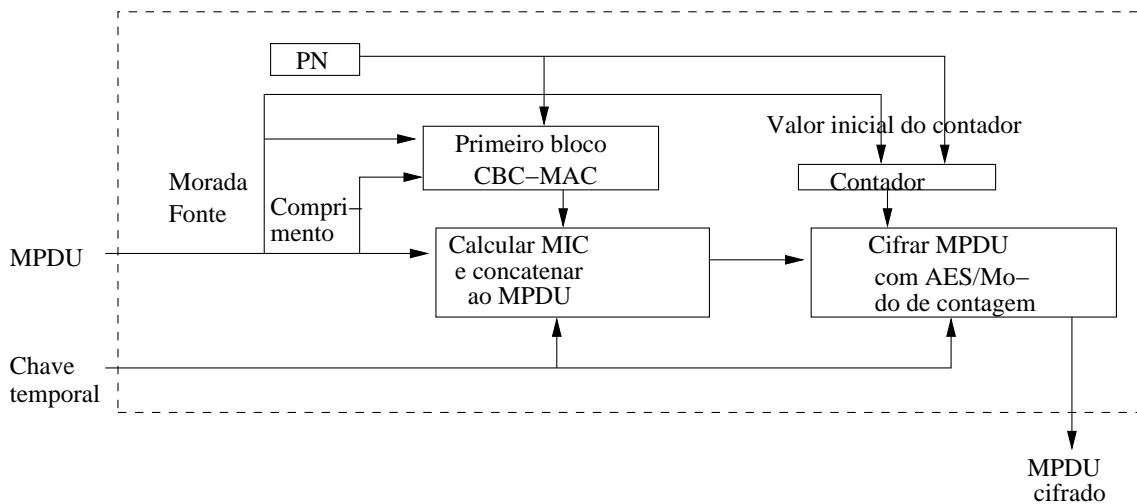 PN
Valor inicial do contador
Primeiro bloco
CBC−MAC
Contador
Morada
Fonte
Compri−
mento
MPDU
Calcular MIC
e concatenar
ao MPDU
Cifrar MPDU
com AES/Mo−
do de contagem
Chave
temporal
MPDU
cifrado